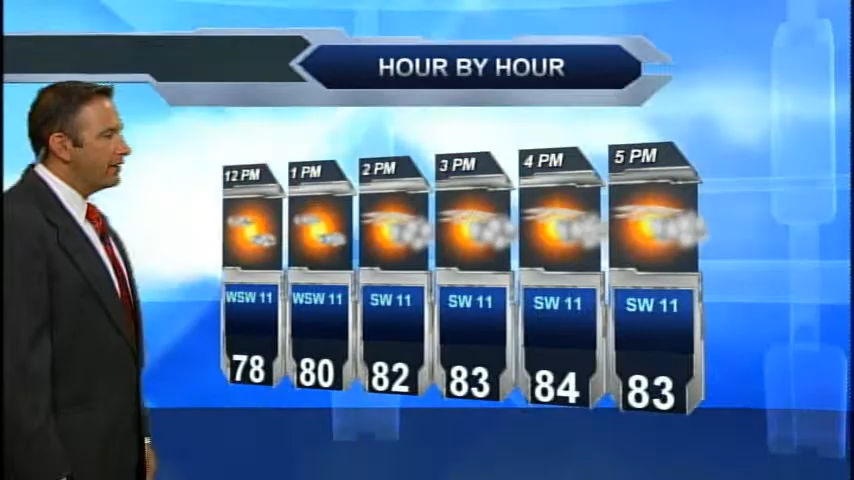 HOUR BY HOUR
12 PM
1 PM
2 PM
3 PM
4 PM
5 PM
WSW 11
WSW 11
SW 11
SW 11
SW 11
SW 11
78
80
82
83
84
83